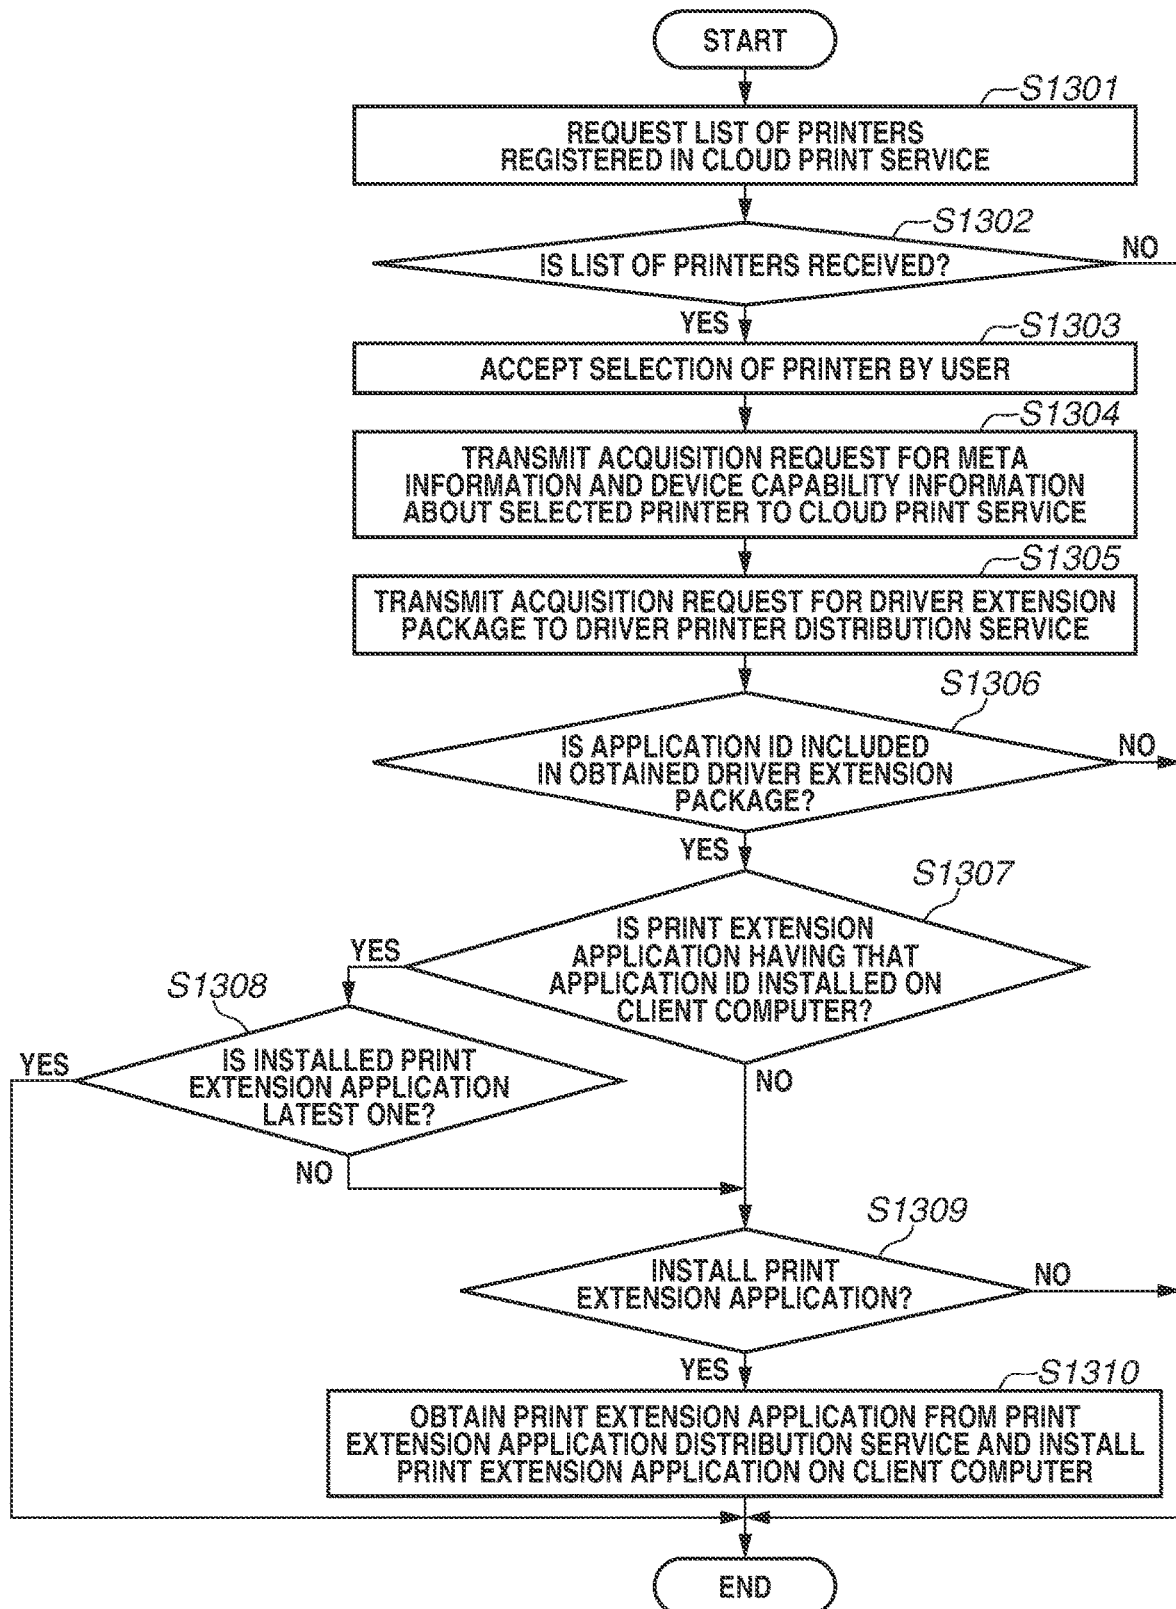 START
S1301
REQUEST LIST OF PRINTERS
REGISTERED IN CLOUD PRINT SERVICE
S1302
IS LIST OF PRINTERS RECEIVED?
NO
YES
S1303
ACCEPT SELECTION OF PRINTER BY USER
S1304
TRANSMIT ACQUISITION REQUEST FOR META
INFORMATION AND DEVICE CAPABILITY INFORMATION
ABOUT SELECTED PRINTER TO CLOUD PRINT SERVICE
S1305
TRANSMIT ACQUISITION REQUEST FOR DRIVER EXTENSION
PACKAGE TO DRIVER PRINTER DISTRIBUTION SERVICE
S1306
IS APPLICATION ID INCLUDED
IN OBTAINED DRIVER EXTENSION
PACKAGE?
NO
YES
S1307
IS PRINT EXTENSION
APPLICATION HAVING THAT
APPLICATION ID INSTALLED ON
CLIENT COMPUTER?
YES
NO
S1308
IS INSTALLED PRINT
EXTENSION APPLICATION
LATEST ONE?
YES
NO
S1309
INSTALL PRINT
EXTENSION APPLICATION?
NO
YES
S1310
OBTAIN PRINT EXTENSION APPLICATION FROM PRINT
EXTENSION APPLICATION DISTRIBUTION SERVICE AND INSTALL
PRINT EXTENSION APPLICATION ON CLIENT COMPUTER
END